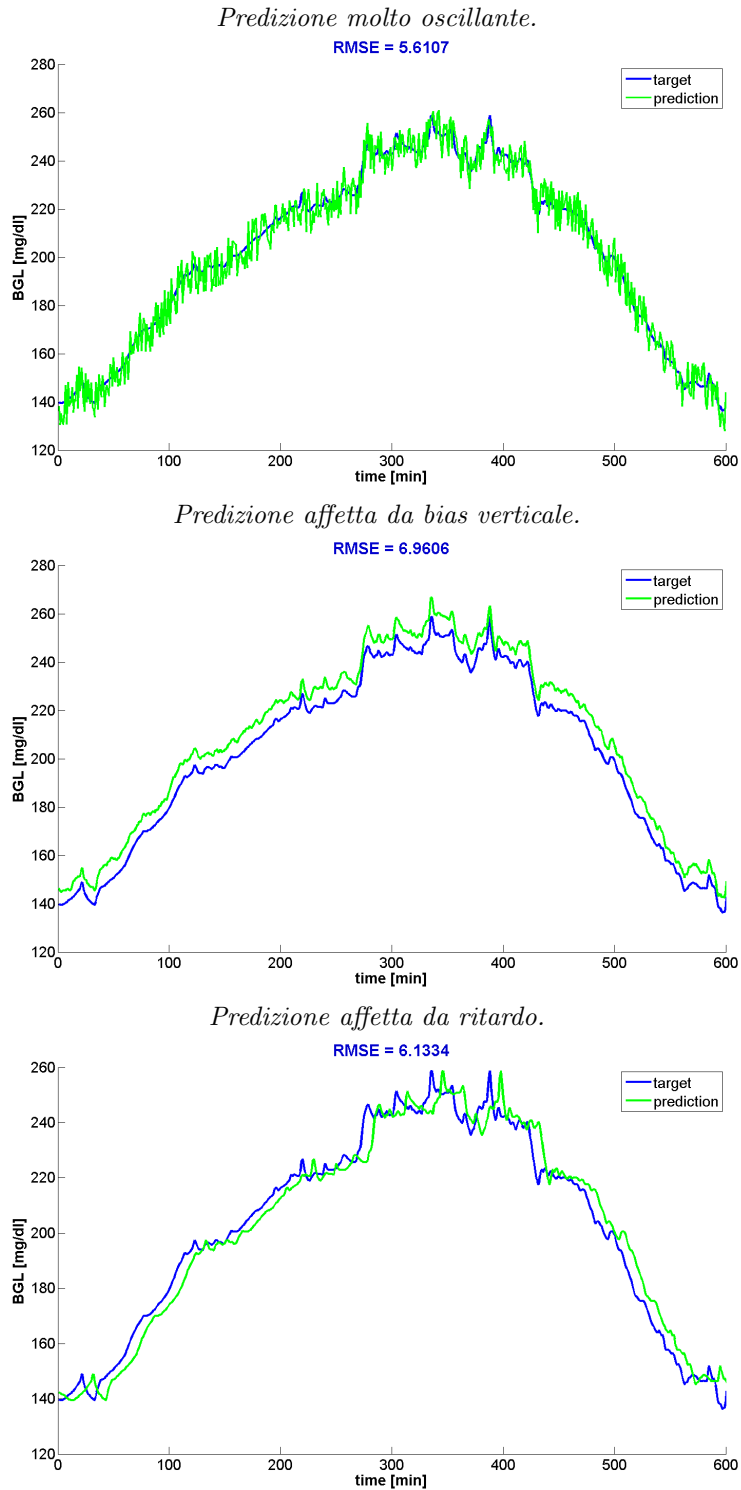 Predizione molto oscillante.
RMSE = 5.6107
280
260
240
220
200
180
160
140
120
BGL [mg/dl]
target
prediction
0 100 200 300 400 500 600
time [min]
Predizione affetta da bias verticale.
RMSE = 6.9606
280
260
240
220
200
180
160
140
120
BGL [mg/dl]
target
prediction
0 100 200 300 400 500 600
time [min]
Predizione affetta da ritardo.
RMSE = 6.1334
260
240
220
200
180
160
140
120
BGL [mg/dl]
target
prediction
0 100 200 300 400 500 600
time [min]